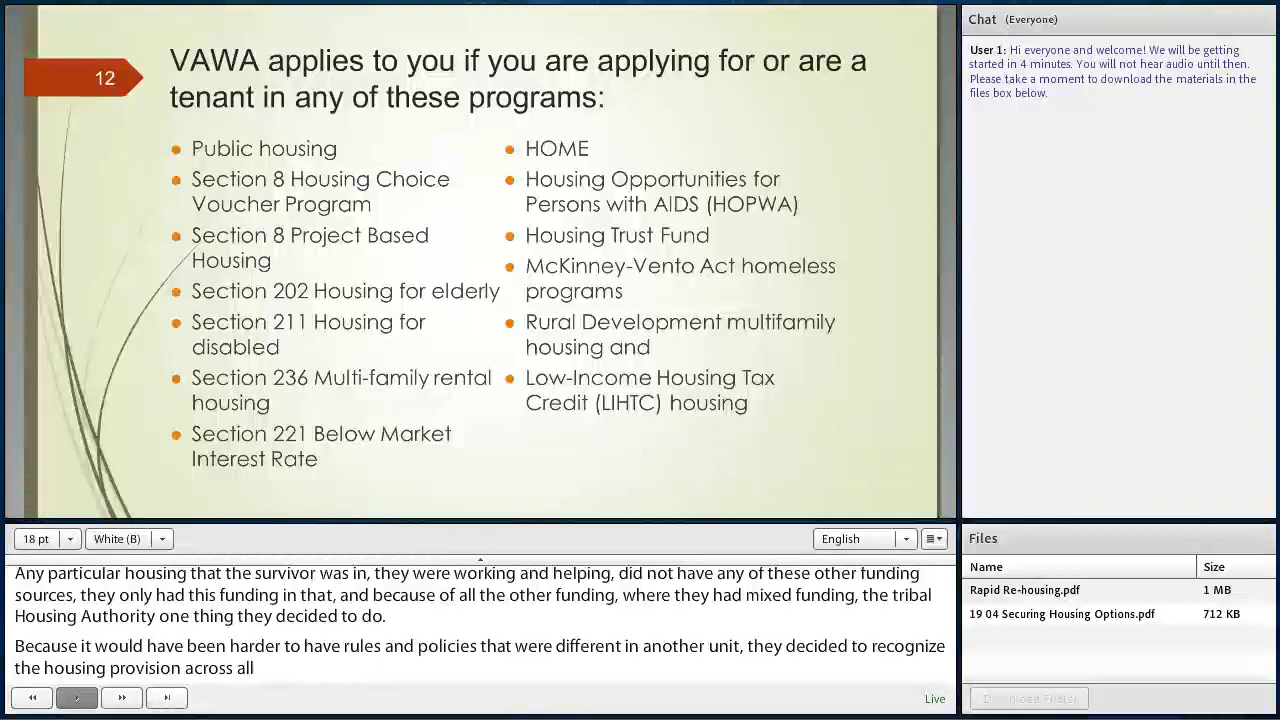 12
VAWA applies to you if you are applying for or are a
tenant in any of these programs:
Public housing
Section 8 Housing Choice
Voucher Program
Section 8 Project Based
Housing
Section 202 Housing for elderly
Section 211 Housing for
disabled
Section 236 Multi-family rental
housing
Section 221 Below Market
Interest Rate
HOME
Housing Opportunities for
Persons with AIDS (HOPWA)
Housing Trust Fund
McKinney-Vento Act homeless
programs
Rural Development multifamily
housing and
Low-Income Housing Tax
Credit (LIHTC) housing
Chat (Everyone)
User 1: Hi everyone and welcome! We will be getting
started in 4 minutes. You will not hear audio until then.
Please take a moment to download the materials in the
files box below.
18 pt White (B) English
Any particular housing that the survivor was in, they were working and helping, did not have any of these other funding
sources, they only had this funding in that, and because of all the other funding, where they had mixed funding, the tribal
Housing Authority one thing they decided to do.
Because it would have been harder to have rules and policies that were different in another unit, they decided to recognize
the housing provision across all
Live
Files
Name Size
Rapid Re-housing.pdf 1 MB
19 04 Securing Housing Options.pdf 712 KB
Download File(s)